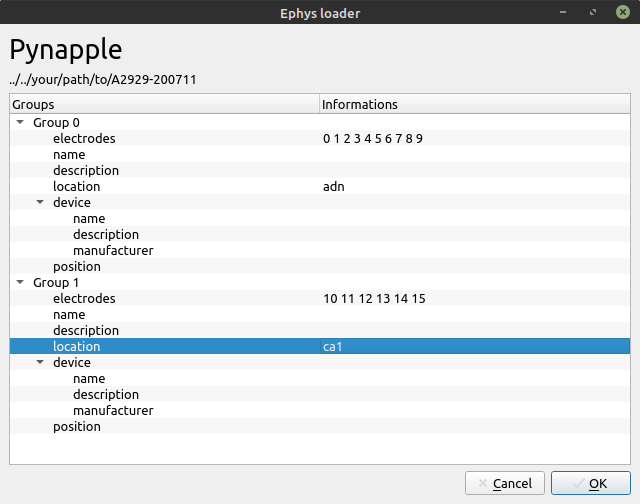 Ephys loader
Pynapple
../../your/path/to/A2929-200711
Groups Informations
Group 0
electrodes 0 1 2 3 4 5 6 7 8 9
name
description
location adn
device
name
description
manufacturer
position
Group 1
electrodes 10 11 12 13 14 15
name
description
location ca1
device
name
description
manufacturer
position
Cancel OK